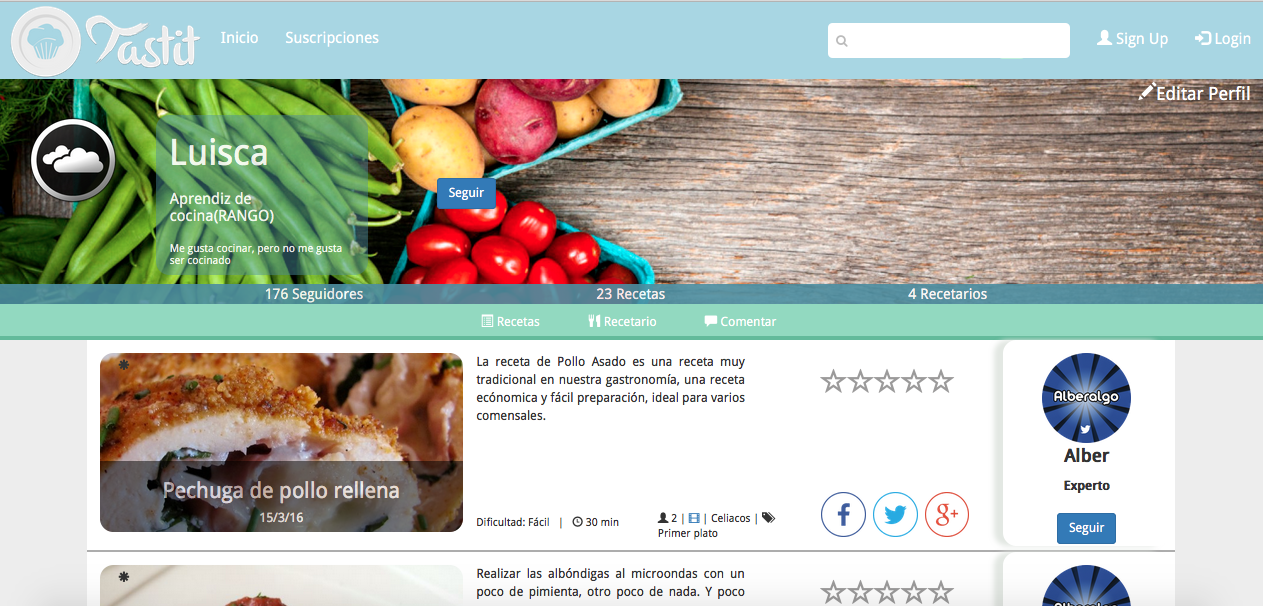 Tastit
Inicio
Suscripciones
Sign Up
Login
Editar Perfil
Luisca
Aprendiz de
cocina(RANGO)
Me gusta cocinar, pero no me gusta
ser cocinado
Seguir
176 Seguidores
23 Recetas
4 Recetarios
Recetas
Recetario
Comentar
Pechuga de pollo rellena
15/3/16
La receta de Pollo Asado es una receta muy
tradicional en nuestra gastronomía, una receta
ecónomica y fácil preparación, ideal para varios
comensales.
Dificultad: Fácil | 30 min
2 | | Celiacos |
Primer plato
f
g+
Alberalgo
Alber
Experto
Seguir
Realizar las albóndigas al microondas con un
poco de pimienta, otro poco de nada. Y poco
Alberalgo